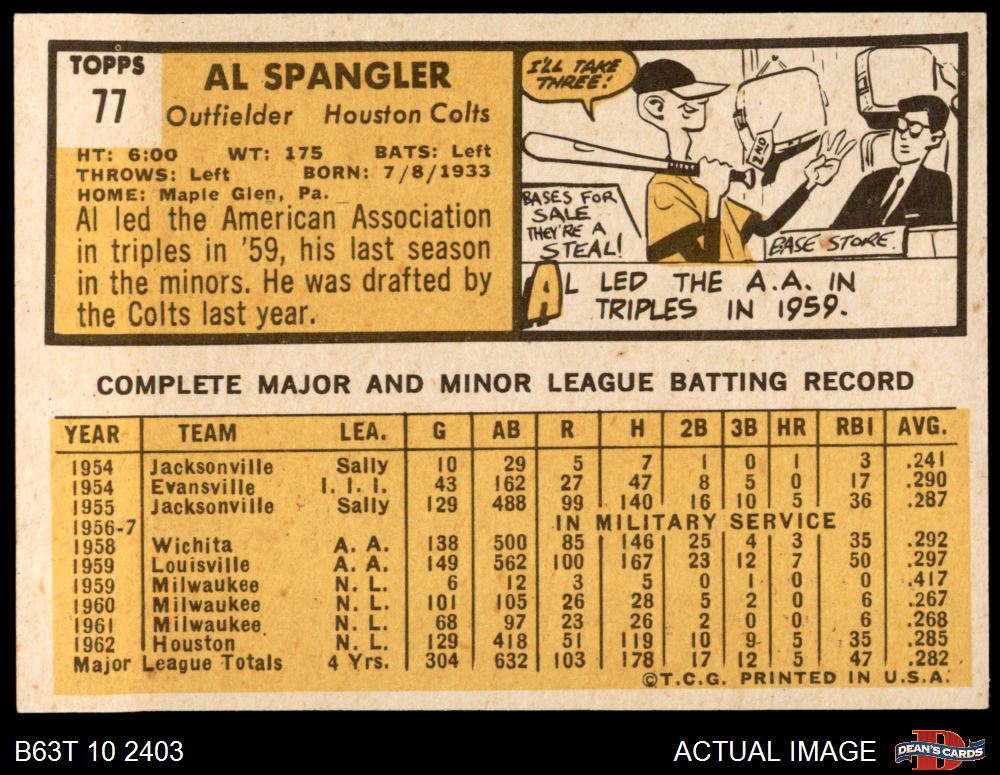 TOPPS
77
AL SPANGLER
Outfielder Houston Colts
HT: 6:00 WT: 175 BATS: Left
THROWS: Left BORN: 7/8/1933
HOME: Maple Glen, Pa.
Al led the American Association
in triples in '59, his last season
in the minors. He was drafted by
the Colts last year.
I'LL TAKE
THREE!
2ND
BASES FOR
SALE
THEY'RE A
STEAL!
BASE STORE.
AL LED THE A.A. IN
TRIPLES IN 1959.
COMPLETE MAJOR AND MINOR LEAGUE BATTING RECORD
YEAR TEAM LEA. G AB R H 2B 3B HR RBI AVG.
1954 Jacksonville Sally 10 29 5 7 1 0 1 3 .241
1954 Evansville I. I. I. 43 162 27 47 8 5 0 17 .290
1955 Jacksonville Sally 129 488 99 140 16 10 5 36 .287
1956-7 IN MILITARY SERVICE
1958 Wichita A. A. 138 500 85 146 25 4 3 35 .292
1959 Louisville A. A. 149 562 100 167 23 12 7 50 .297
1959 Milwaukee N. L. 6 12 3 5 0 1 0 0 .417
1960 Milwaukee N. L. 101 105 26 28 5 2 0 6 .267
1961 Milwaukee N. L. 68 97 23 26 2 0 0 6 .268
1962 Houston N. L. 129 418 51 119 10 9 5 35 .285
Major League Totals 4 Yrs. 304 632 103 178 17 12 5 47 .282
©T.C.G. PRINTED IN U.S.A.
B63T 10 2403 ACTUAL IMAGE
D
DEAN'S CARDS
C